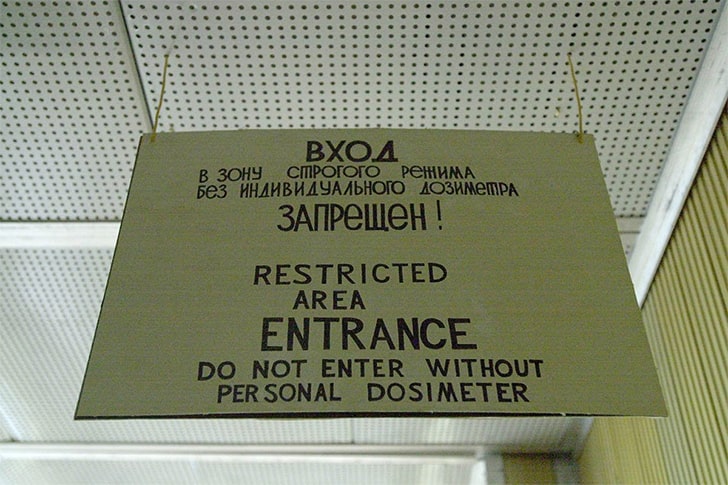 ВХОД
В ЗОНУ СТРОГОГО РЕЖИМА
БЕЗ ИНДИВИДУАЛЬНОГО ДОЗИМЕТРА
ЗАПРЕЩЕН!
RESTRICTED
AREA
ENTRANCE
DO NOT ENTER WITHOUT
PERSONAL DOSIMETER